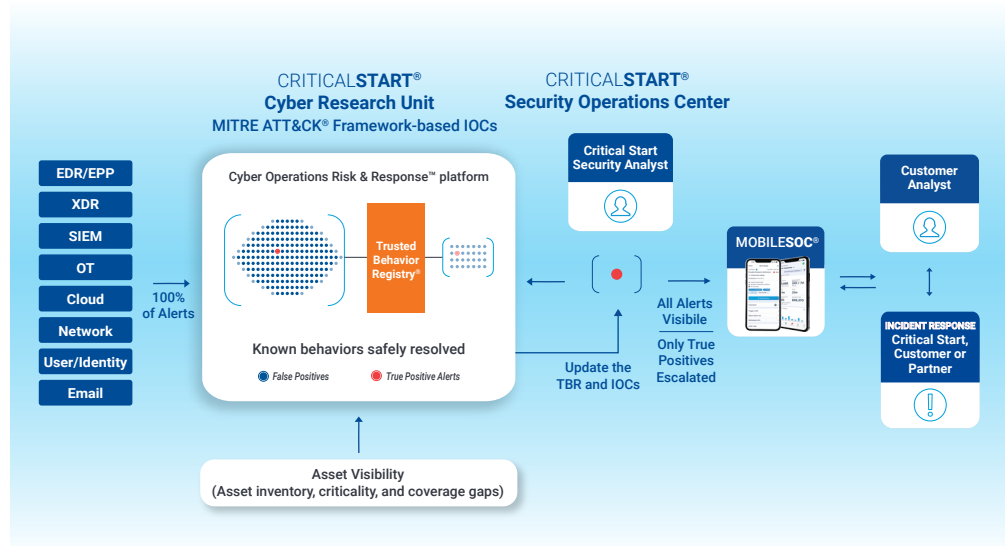 CRITICALSTART®
Cyber Research Unit
MITRE ATT&CK® Framework-based IOCs
CRITICALSTART®
Security Operations Center
EDR/EPP
XDR
SIEM
OT
Cloud
Network
User/Identity
Email
100%
of Alerts
Cyber Operations Risk & Response™ platform
Trusted
Behavior
Registry®
Known behaviors safely resolved
False Positives
True Positive Alerts
Asset Visibility
(Asset inventory, criticality, and coverage gaps)
Critical Start
Security Analyst
Update the
TBR and IOCs
All Alerts
Visibile
Only True
Positives
Escalated
MOBILESOC®
Customer
Analyst
INCIDENT RESPONSE
Critical Start,
Customer or
Partner